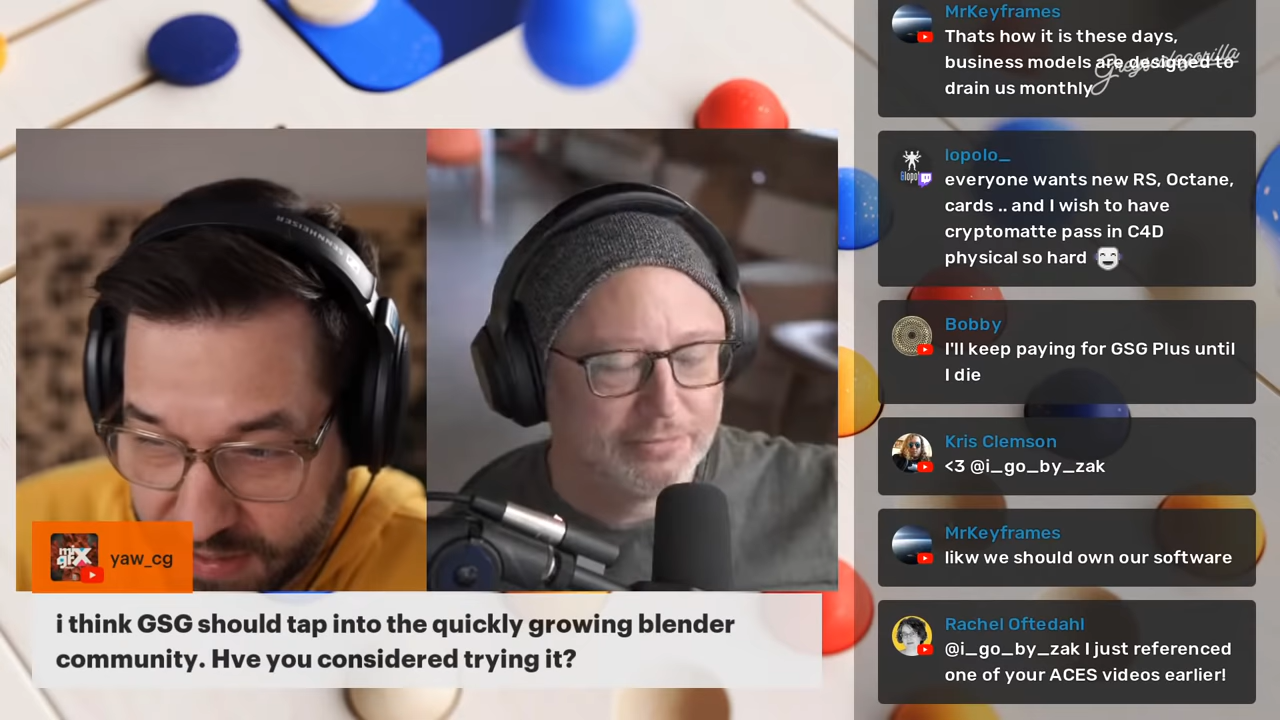 SENNHEISER
yaw_cg
i think GSG should tap into the quickly growing blender
community. Hve you considered trying it?
MrKeyframes
Thats how it is these days,
business models are designed to
drain us monthly
Greyscalegorilla
lopolo_
everyone wants new RS, Octane,
cards .. and I wish to have
cryptomatte pass in C4D
physical so hard
Bobby
I'll keep paying for GSG Plus until
I die
Kris Clemson
<3 @i_go_by_zak
MrKeyframes
likw we should own our software
Rachel Oftedahl
@i_go_by_zak I just referenced
one of your ACES videos earlier!